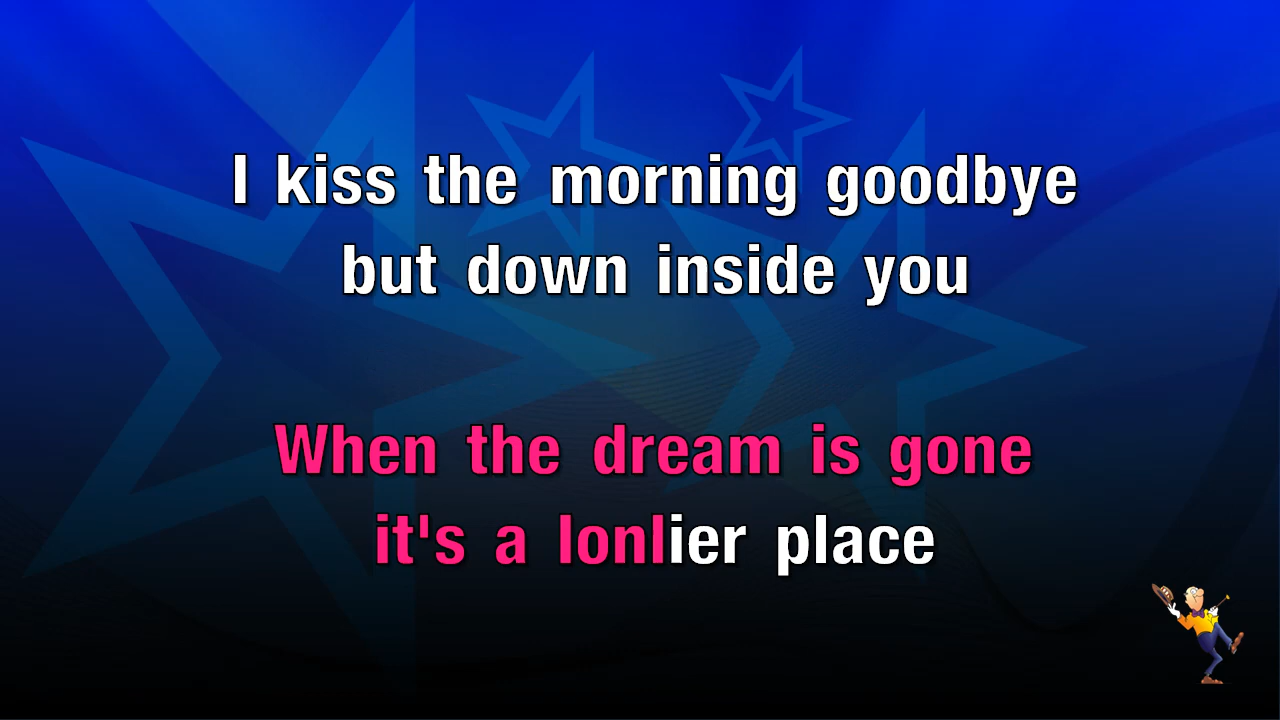 I kiss the morning goodbye
but down inside you
When the dream is gone
it's a lonlier place